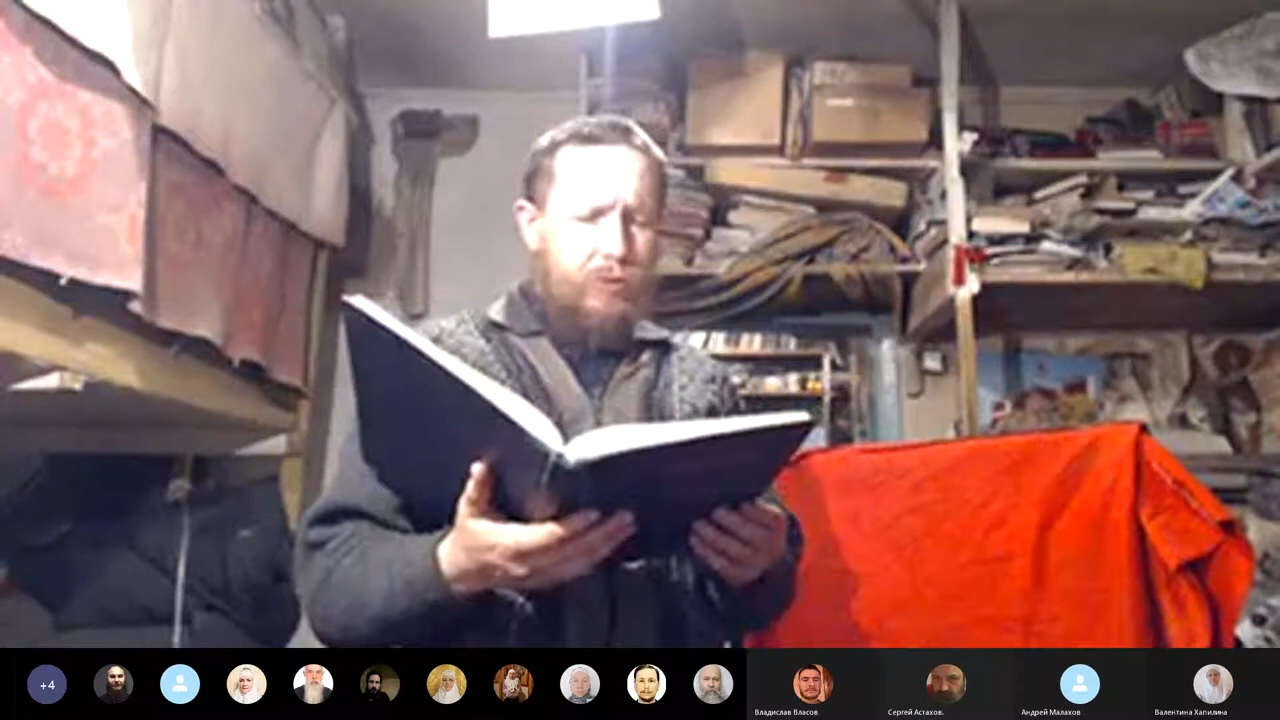 +4
Владислав Власов
Сергей Астахов.
Андрей Малахов
Валентина Хапилина